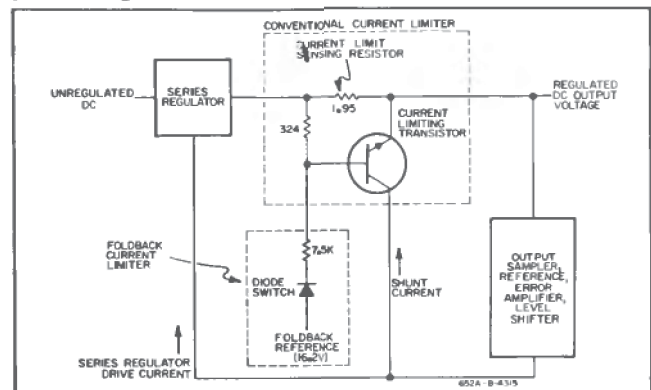 CONVENTIONAL CURRENT LIMITER
CURRENT LIMIT
SENSING RESISTOR
UNREGULATED
DC
SERIES
REGULATOR
1.95
REGULATED
DC OUTPUT
VOLTAGE
324
CURRENT
LIMITING
TRANSISTOR
FOLDBACK
CURRENT
LIMITER
7.5K
DIODE
SWITCH
FOLDBACK
REFERENCE
(16.2V)
SHUNT
CURRENT
OUTPUT
SAMPLER,
REFERENCE,
ERROR
AMPLIFIER,
LEVEL
SHIFTER
SERIES REGULATOR
DRIVE CURRENT
652A-B-4315